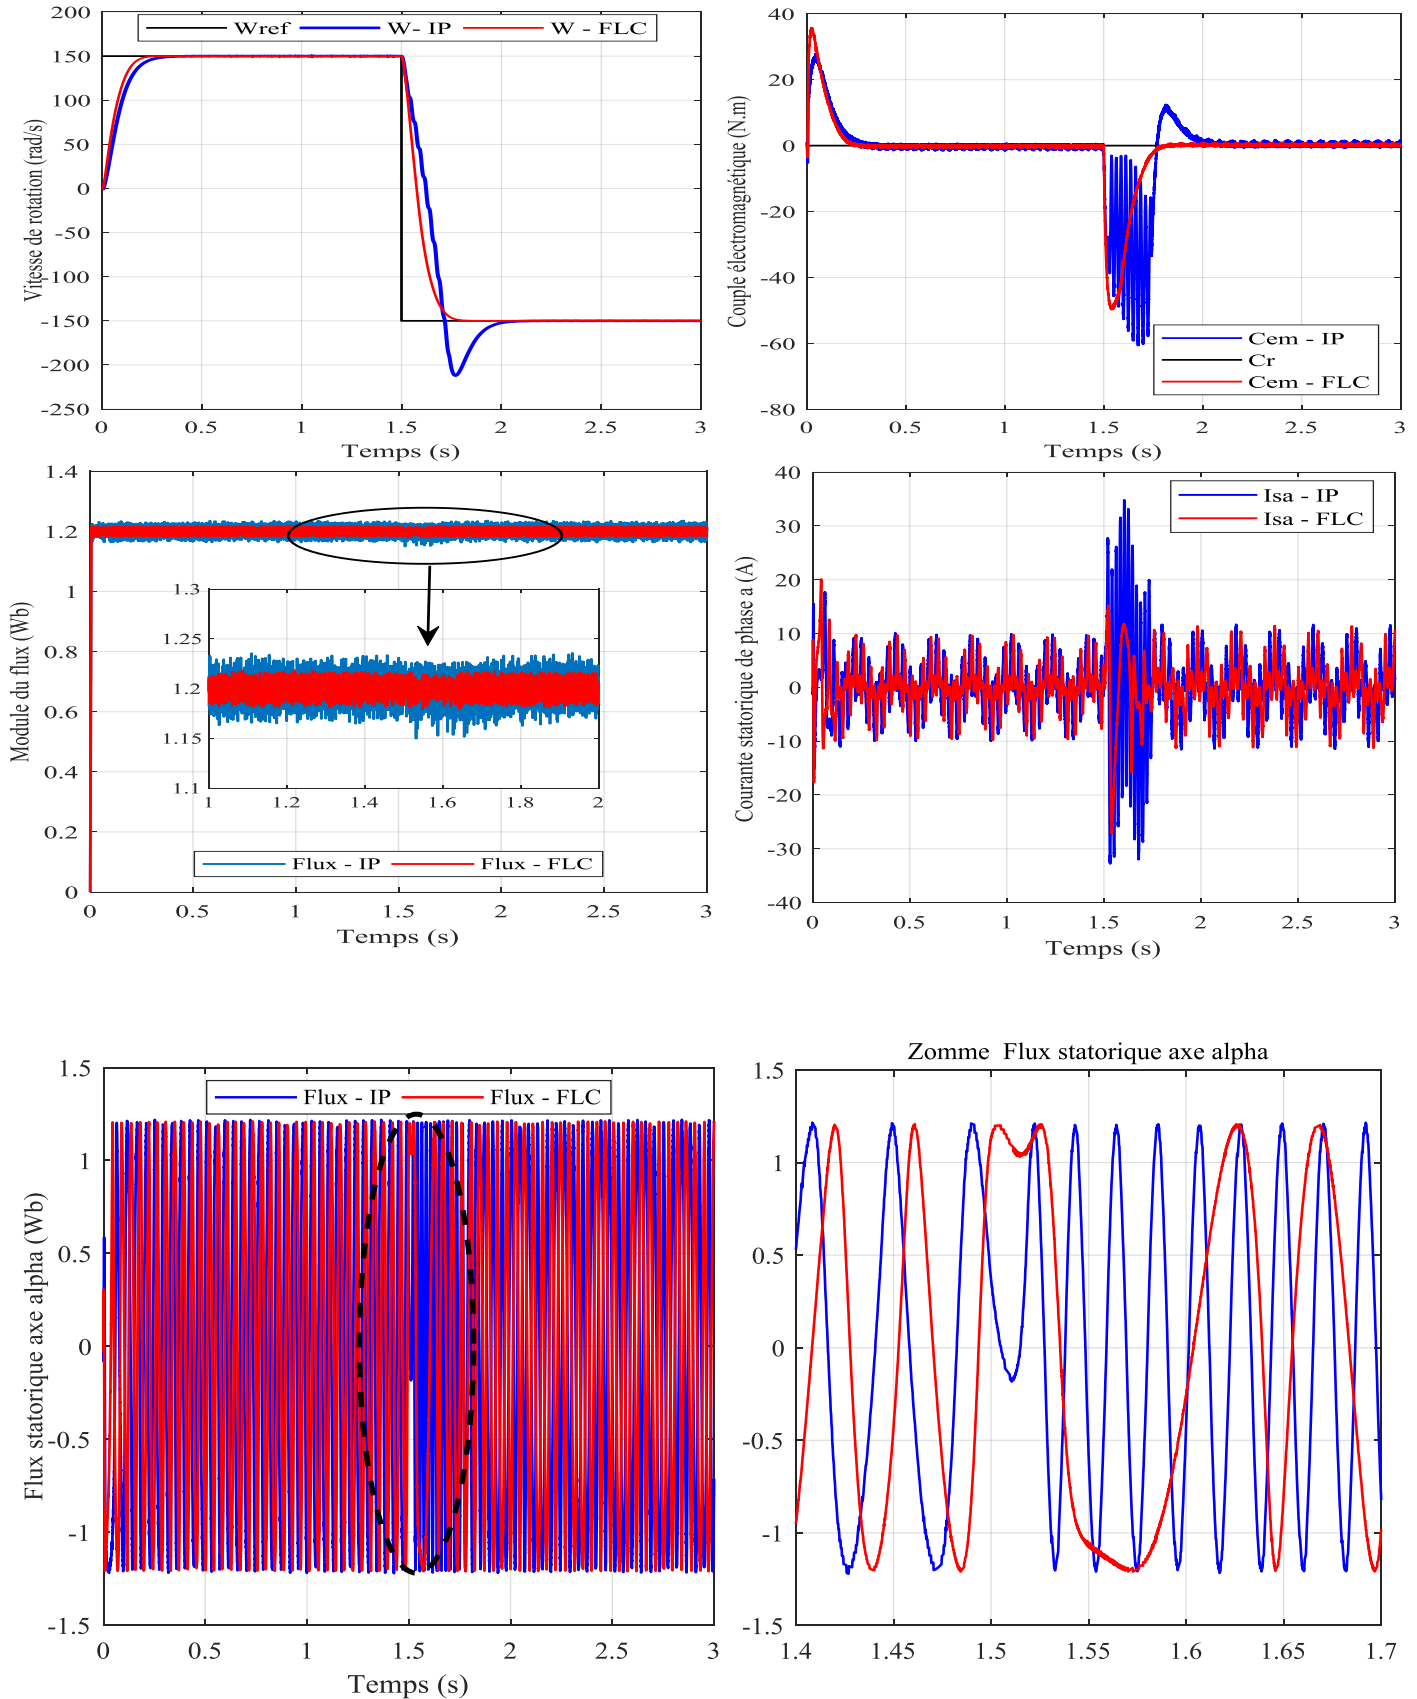 200
150
100
50
0
-50
-100
-150
-200
-250
Wref W- IP W - FLC
Vitesse de rotation (rad/s)
0 0.5 1 1.5 2 2.5 3
Temps (s)
40
20
0
-20
-40
-60
-80
Couple électromagnétique (N.m)
Cem - IP
Cr
Cem - FLC
0 0.5 1 1.5 2 2.5 3
Temps (s)
1.4
1.2
1
0.8
0.6
0.4
0.2
0
Module du flux (Wb)
1.3
1.25
1.2
1.15
1.1
1 1.2 1.4 1.6 1.8 2
Flux - IP Flux - FLC
0 0.5 1 1.5 2 2.5 3
Temps (s)
40
30
20
10
0
-10
-20
-30
-40
Courante statorique de phase a (A)
Isa - IP
Isa - FLC
0 0.5 1 1.5 2 2.5 3
Temps (s)
1.5
1
0.5
0
-0.5
-1
-1.5
Flux statorique axe alpha (Wb)
Flux - IP Flux - FLC
0 0.5 1 1.5 2 2.5 3
Temps (s)
Zomme Flux statorique axe alpha
1.5
1
0.5
0
-0.5
-1
-1.5
1.4 1.45 1.5 1.55 1.6 1.65 1.7